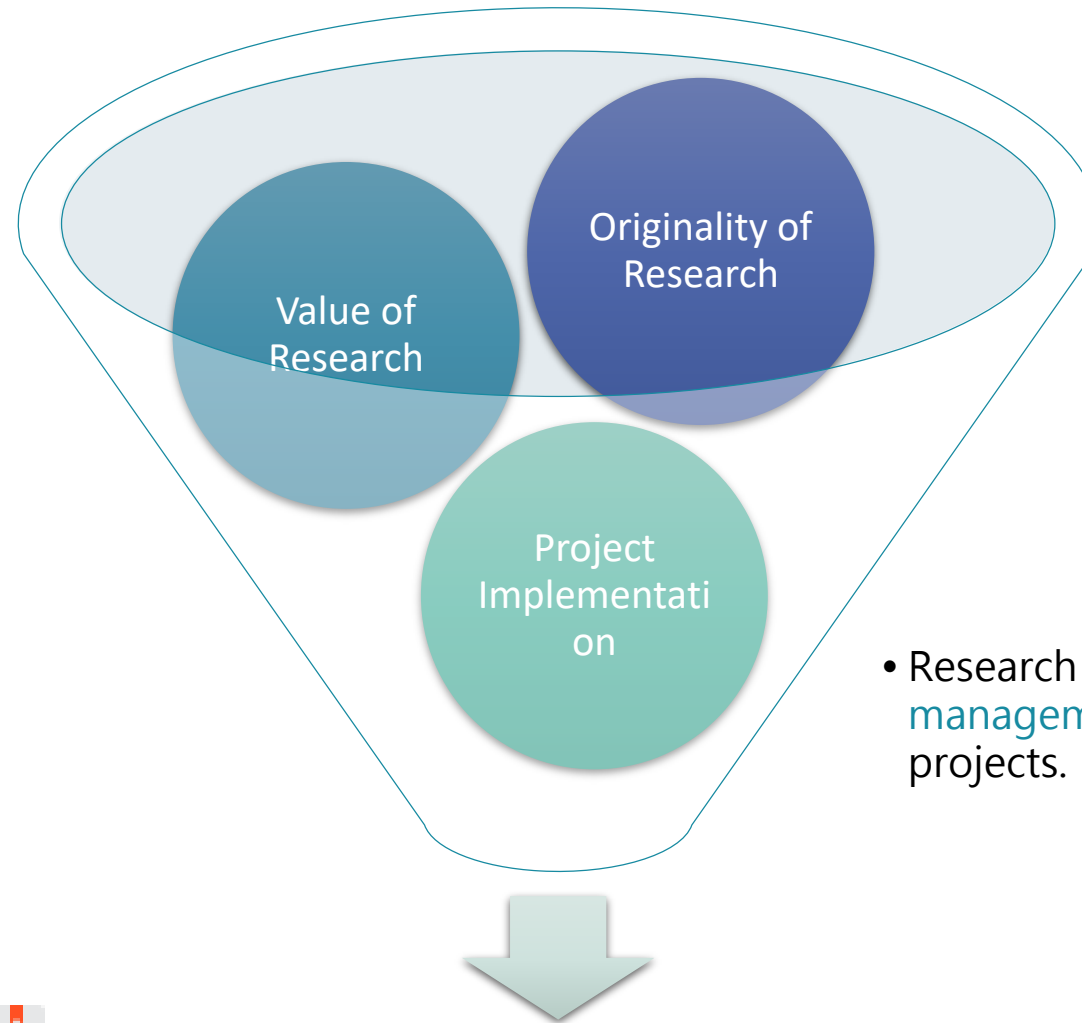 Originality of
Research
Value of
Research
Project
Implementati
on
• Research
projects.